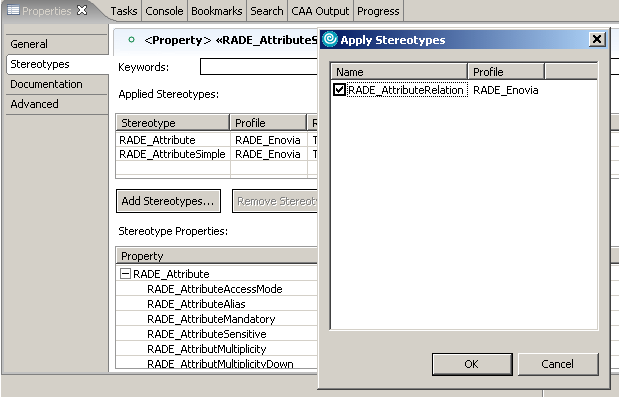 Properties Tasks Console Bookmarks Search CAA Output Progress
General
Stereotypes
Documentation
Advanced
<Property> «RADE_AttributeS
Keywords:
Applied Stereotypes:
Stereotype Profile R
RADE_Attribute RADE_Enovia T
RADE_AttributeSimple RADE_Enovia T
Add Stereotypes... Remove Stereot
Stereotype Properties:
Property
RADE_Attribute
RADE_AttributeAccessMode
RADE_AttributeAlias
RADE_AttributeMandatory
RADE_AttributeSensitive
RADE_AttributMultiplicity
RADE_AttributMultiplicityDown
Apply Stereotypes
Name Profile
RADE_AttributeRelation RADE_Enovia
OK Cancel